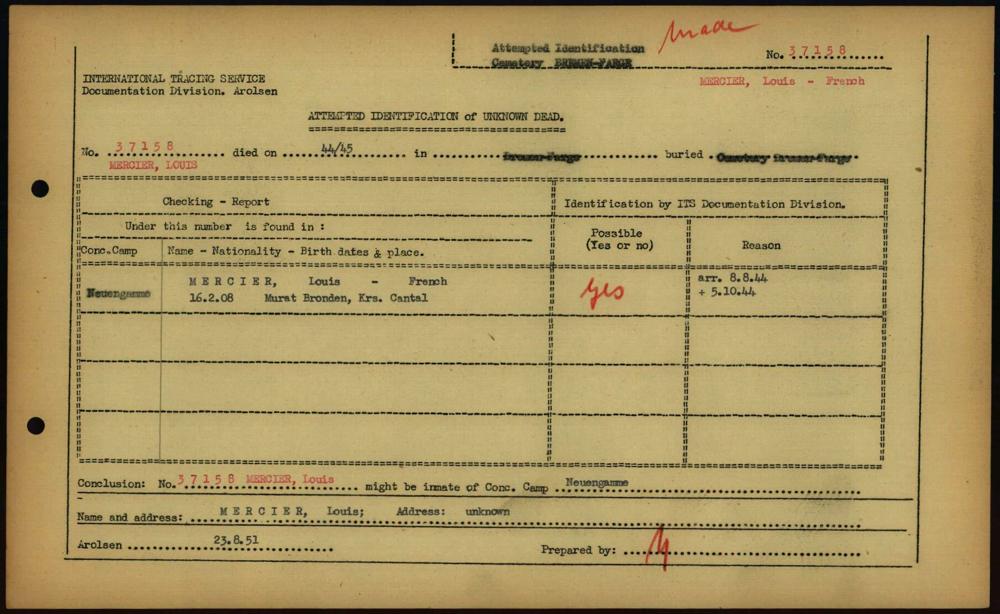 made
Attempted Identification
Cemetery BREMEN-FARGE
No. 37158
MERCIER, Louis - French
INTERNATIONAL TRACING SERVICE
Documentation Division. Arolsen
ATTEMPTED IDENTIFICATION of UNKNOWN DEAD.
No. 37158 died on 44/45 in Bremen-Farge buried Cemetery Bremen-Farge
MERCIER, LOUIS
Checking - Report
Identification by ITS Documentation Division.
Under this number is found in :
Possible
(Yes or no)
Reason
Conc.Camp
Name - Nationality - Birth dates & place.
Neuengamme
MERCIER, Louis - French
16.2.08 Murat Bronden, Krs. Cantal
yes
arr. 8.8.44
+ 5.10.44
Conclusion: No. 37158 MERCIER, Louis might be inmate of Conc. Camp Neuengamme
Name and address: MERCIER, Louis; Address: unknown
Arolsen 23.8.51
Prepared by: